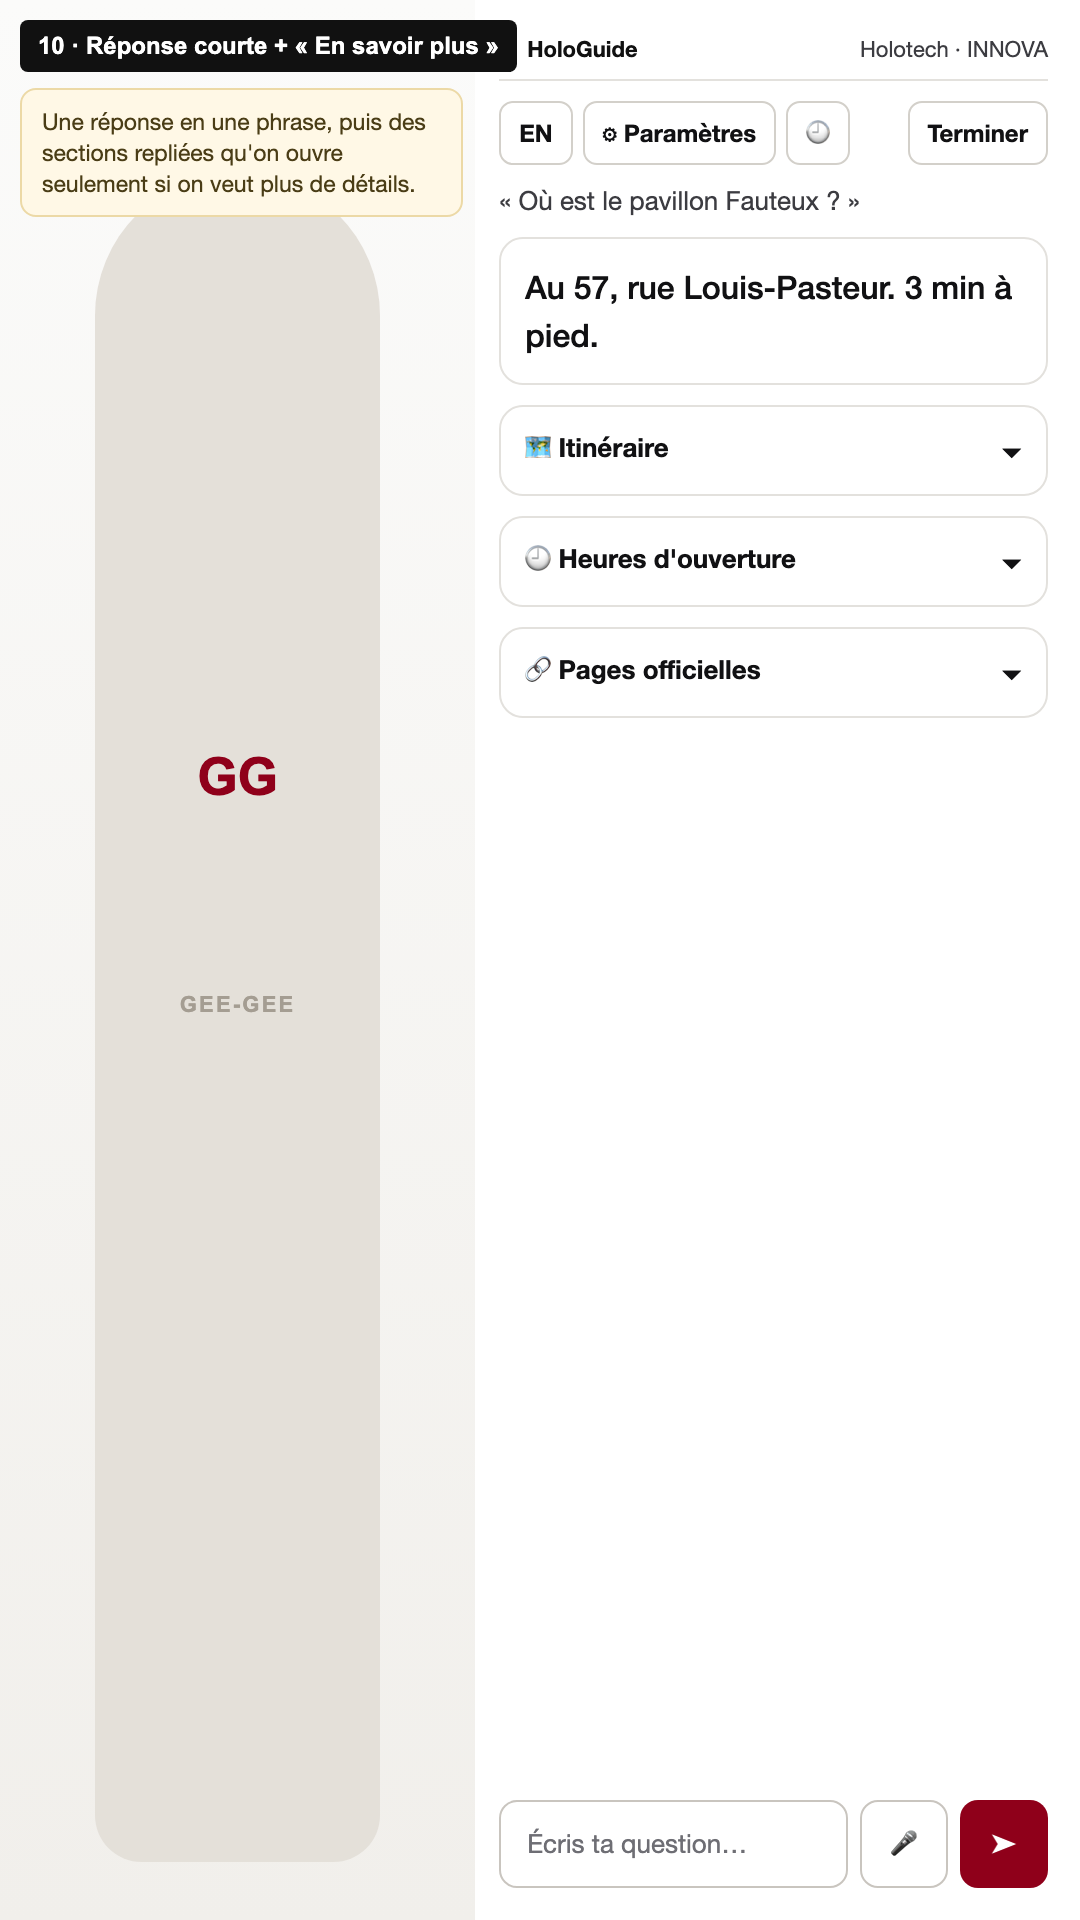 10 · Réponse courte + « En savoir plus »
Une réponse en une phrase, puis des
sections repliées qu'on ouvre
seulement si on veut plus de détails.
GG
GEE-GEE
HoloGuide
Holotech · INNOVA
EN
⚙ Paramètres
Terminer
« Où est le pavillon Fauteux ? »
Au 57, rue Louis-Pasteur. 3 min à
pied.
Itinéraire
Heures d'ouverture
Pages officielles
Écris ta question…